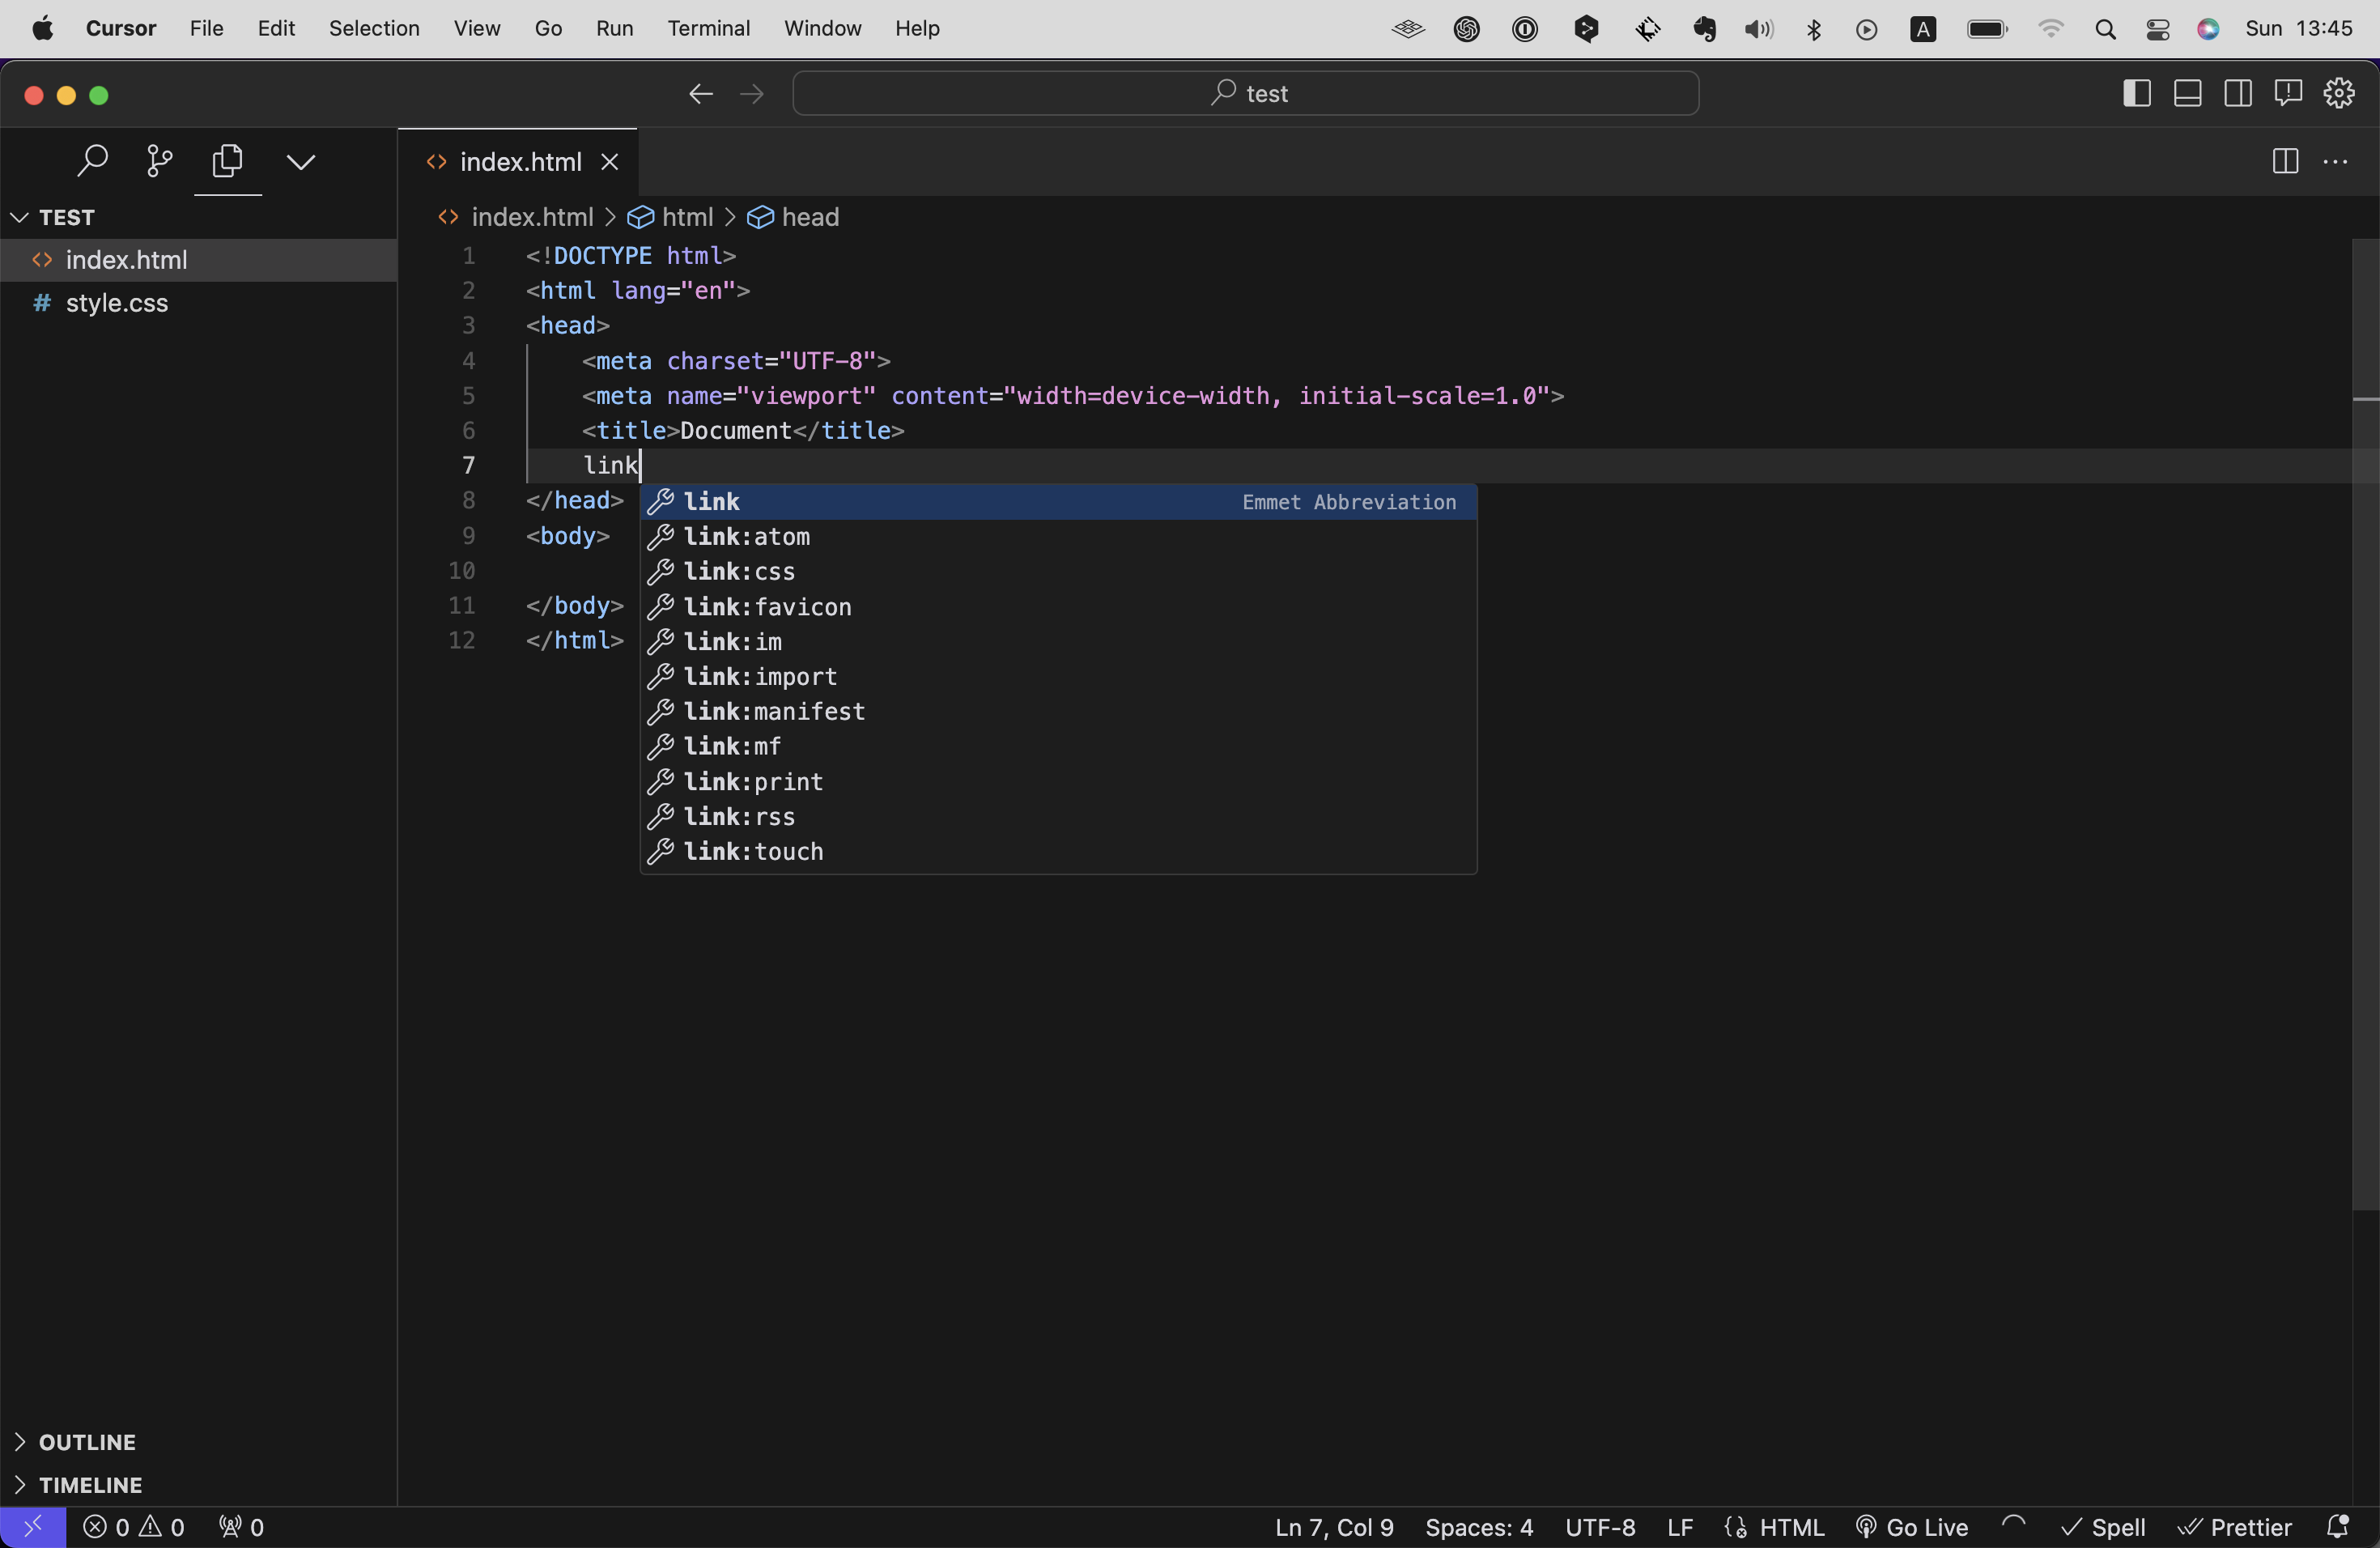 Cursor File Edit Selection View Go Run Terminal Window Help A Sun 13:45
test
index.html
TEST
index.html
style.css
index.html > html > head
1 <!DOCTYPE html>
2 <html lang="en">
3 <head>
4 <meta charset="UTF-8">
5 <meta name="viewport" content="width=device-width, initial-scale=1.0">
6 <title>Document</title>
7 link
8 </head>
9 <body>
10
11 </body>
12 </html>
link Emmet Abbreviation
link:atom
link:css
link:favicon
link:im
link:import
link:manifest
link:mf
link:print
link:rss
link:touch
OUTLINE
TIMELINE
0 0 0 Ln 7, Col 9 Spaces: 4 UTF-8 LF HTML Go Live Spell Prettier